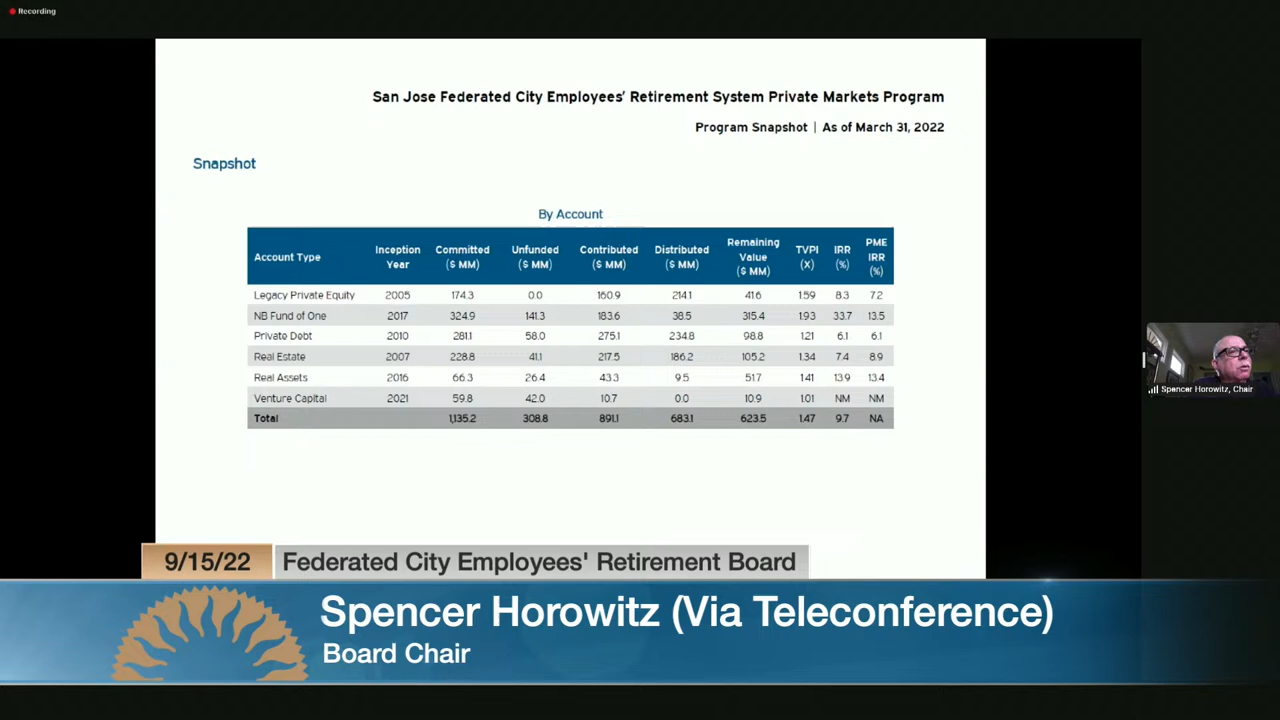 Recording
San Jose Federated City Employees' Retirement System Private Markets Program
Program Snapshot | As of March 31, 2022
Snapshot
By Account
Account Type Inception Year Committed ($ MM) Unfunded ($ MM) Contributed ($ MM) Distributed ($ MM) Remaining Value ($ MM) TVPI (X) IRR (%) PME IRR (%)
Legacy Private Equity 2005 174.3 0.0 160.9 214.1 41.6 1.59 8.3 7.2
NB Fund of One 2017 324.9 141.3 183.6 38.5 315.4 1.93 33.7 13.5
Private Debt 2010 281.1 58.0 275.1 234.8 98.8 1.21 6.1 6.1
Real Estate 2007 228.8 41.1 217.5 186.2 105.2 1.34 7.4 8.9
Real Assets 2016 66.3 26.4 43.3 9.5 51.7 1.41 13.9 13.4
Venture Capital 2021 59.8 42.0 10.7 0.0 10.9 1.01 NM NM
Total 1,135.2 308.8 891.1 683.1 623.5 1.47 9.7 NA
Spencer Horowitz, Chair
9/15/22 Federated City Employees' Retirement Board
Spencer Horowitz (Via Teleconference)
Board Chair